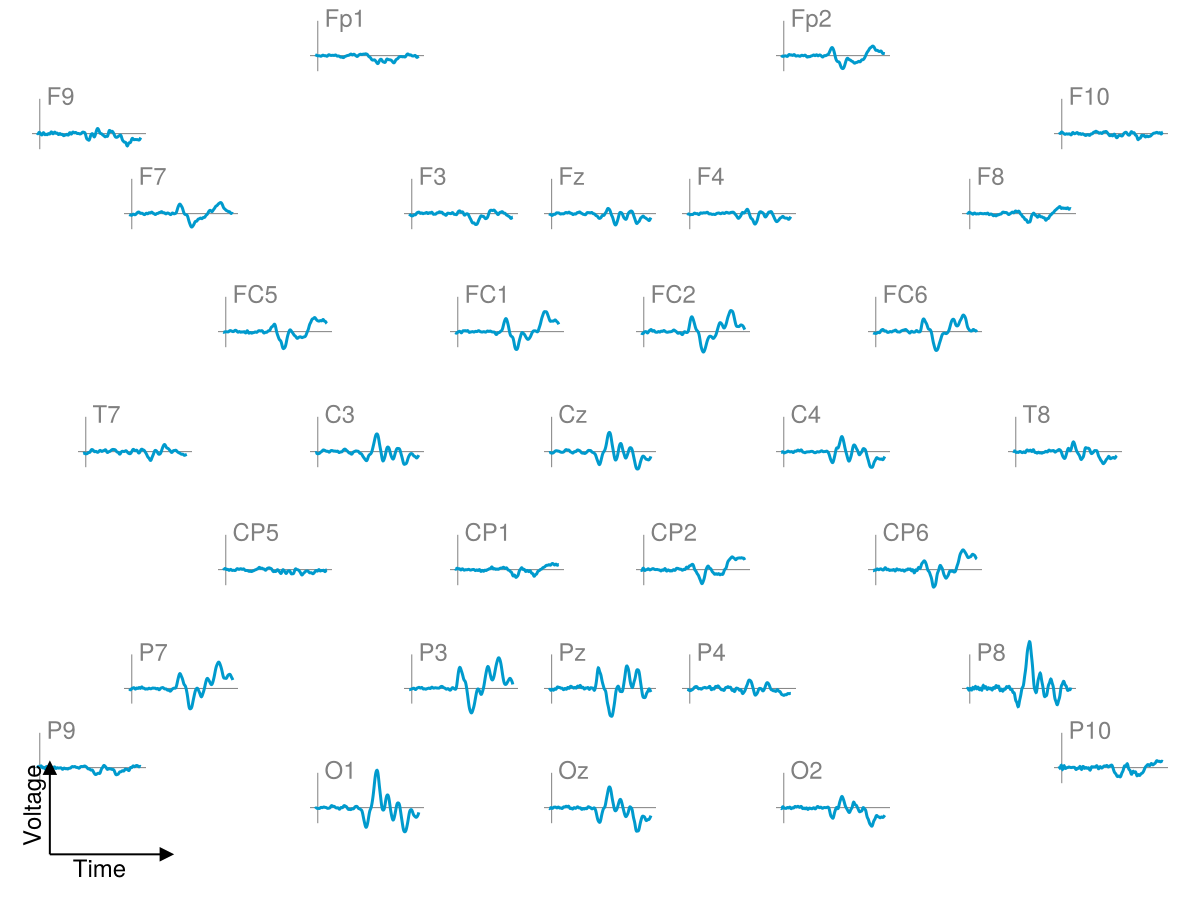 Fp1 Fp2
F9 F10
F7 F3 Fz F4 F8
FC5 FC1 FC2 FC6
T7 C3 Cz C4 T8
CP5 CP1 CP2 CP6
P7 P3 Pz P4 P8
P9 P10
O1 Oz O2
Voltage
Time